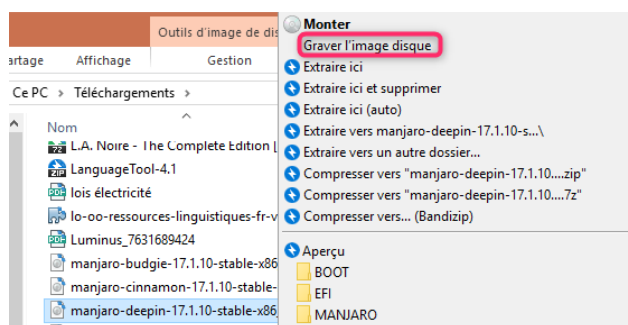 Outils d'image de dis
artage Affichage Gestion
Ce PC > Téléchargements >
Nom
L.A. Noire - The Complete Edition [
LanguageTool-4.1
lois électricité
lo-oo-ressources-linguistiques-fr-v
Luminus_7631689424
manjaro-budgie-17.1.10-stable-x86
manjaro-cinnamon-17.1.10-stable-
manjaro-deepin-17.1.10-stable-x86_
Monter
Graver l'image disque
Extraire ici
Extraire ici et supprimer
Extraire ici (auto)
Extraire vers manjaro-deepin-17.1.10-s...\
Extraire vers un autre dossier...
Compresser vers "manjaro-deepin-17.1.10....zip"
Compresser vers "manjaro-deepin-17.1.10....7z"
Compresser vers... (Bandizip)
Aperçu
BOOT
EFI
MANJARO